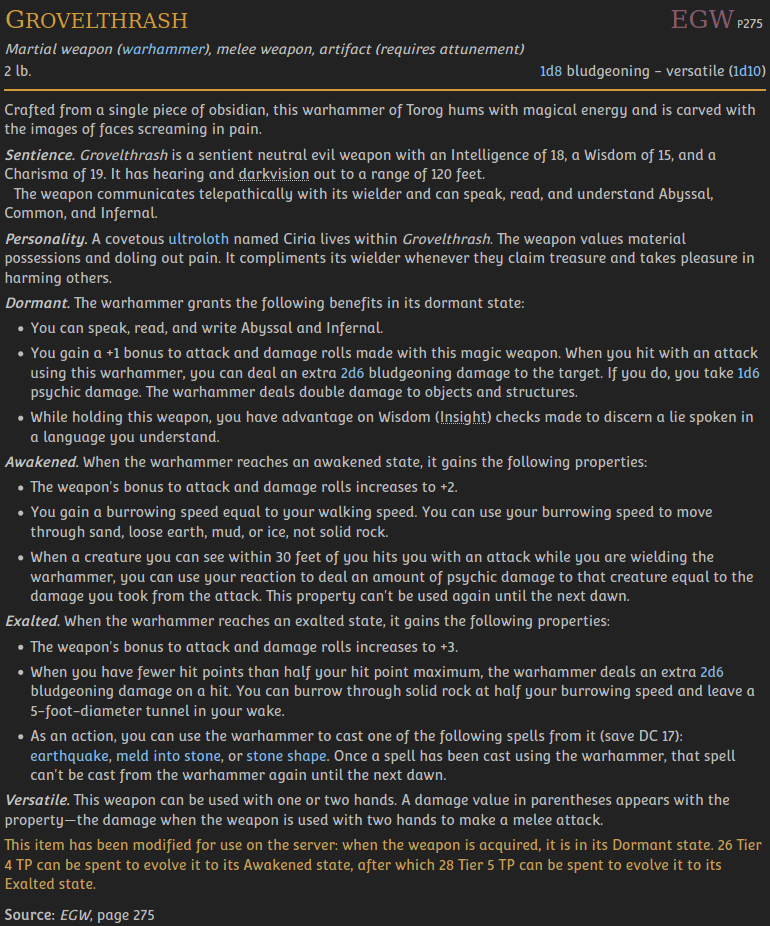 GROVELTHRASH EGW P275
Martial weapon (warhammer), melee weapon, artifact (requires attunement)
2 lb. 1d8 bludgeoning - versatile (1d10)
Crafted from a single piece of obsidian, this warhammer of Torog hums with magical energy and is carved with
the images of faces screaming in pain.
Sentience. Grovelthrash is a sentient neutral evil weapon with an Intelligence of 18, a Wisdom of 15, and a
Charisma of 19. It has hearing and darkvision out to a range of 120 feet.
The weapon communicates telepathically with its wielder and can speak, read, and understand Abyssal,
Common, and Infernal.
Personality. A covetous ultroloth named Ciria lives within Grovelthrash. The weapon values material
possessions and doling out pain. It compliments its wielder whenever they claim treasure and takes pleasure in
harming others.
Dormant. The warhammer grants the following benefits in its dormant state:
• You can speak, read, and write Abyssal and Infernal.
• You gain a +1 bonus to attack and damage rolls made with this magic weapon. When you hit with an attack
using this warhammer, you can deal an extra 2d6 bludgeoning damage to the target. If you do, you take 1d6
psychic damage. The warhammer deals double damage to objects and structures.
• While holding this weapon, you have advantage on Wisdom (Insight) checks made to discern a lie spoken in
a language you understand.
Awakened. When the warhammer reaches an awakened state, it gains the following properties:
• The weapon's bonus to attack and damage rolls increases to +2.
• You gain a burrowing speed equal to your walking speed. You can use your burrowing speed to move
through sand, loose earth, mud, or ice, not solid rock.
• When a creature you can see within 30 feet of you hits you with an attack while you are wielding the
warhammer, you can use your reaction to deal an amount of psychic damage to that creature equal to the
damage you took from the attack. This property can't be used again until the next dawn.
Exalted. When the warhammer reaches an exalted state, it gains the following properties:
• The weapon's bonus to attack and damage rolls increases to +3.
• When you have fewer hit points than half your hit point maximum, the warhammer deals an extra 2d6
bludgeoning damage on a hit. You can burrow through solid rock at half your burrowing speed and leave a
5-foot-diameter tunnel in your wake.
• As an action, you can use the warhammer to cast one of the following spells from it (save DC 17):
earthquake, meld into stone, or stone shape. Once a spell has been cast using the warhammer, that spell
can't be cast from the warhammer again until the next dawn.
Versatile. This weapon can be used with one or two hands. A damage value in parentheses appears with the
property—the damage when the weapon is used with two hands to make a melee attack.
This item has been modified for use on the server: when the weapon is acquired, it is in its Dormant state. 26 Tier
4 TP can be spent to evolve it to its Awakened state, after which 28 Tier 5 TP can be spent to evolve it to its
Exalted state.
Source: EGW, page 275